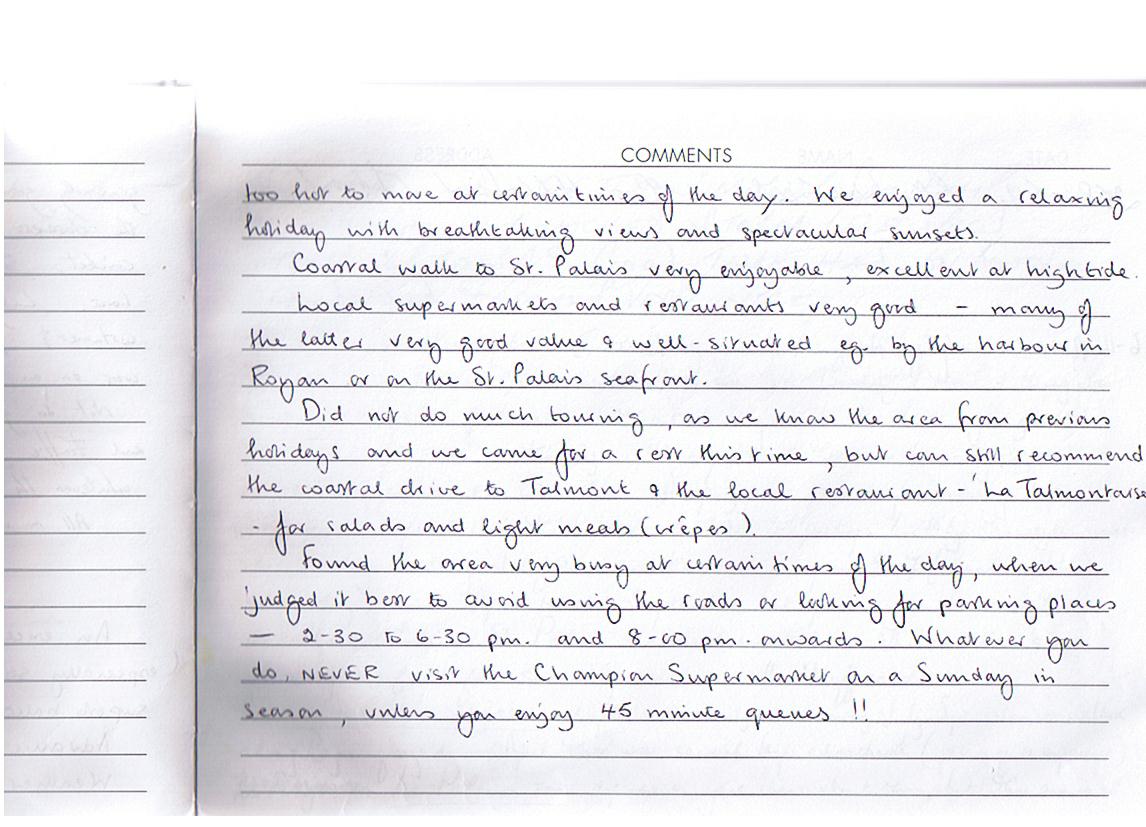 COMMENTS
too hot to move at certain times of the day. We enjoyed a relaxing
holiday with breathtaking views and spectacular sunsets.
Coastal walk to St. Palais very enjoyable, excellent at high tide.
Local supermarkets and restaurants very good - many of
the latter very good value & well-situated eg. by the harbour in
Royan or on the St. Palais seafront.
Did not do much touring, as we know the area from previous
holidays and we came for a rest this time, but can still recommend
the coastal drive to Talmont & the local restaurant - 'La Talmontaise
- for salads and light meals (crêpes).
Found the area very busy at certain times of the day, when we
judged it best to avoid using the roads or looking for parking places
— 2-30 to 6-30 pm. and 8-00 pm. onwards. Whatever you
do, NEVER visit the Champion Supermarket on a Sunday in
season, unless you enjoy 45 minute queues !!